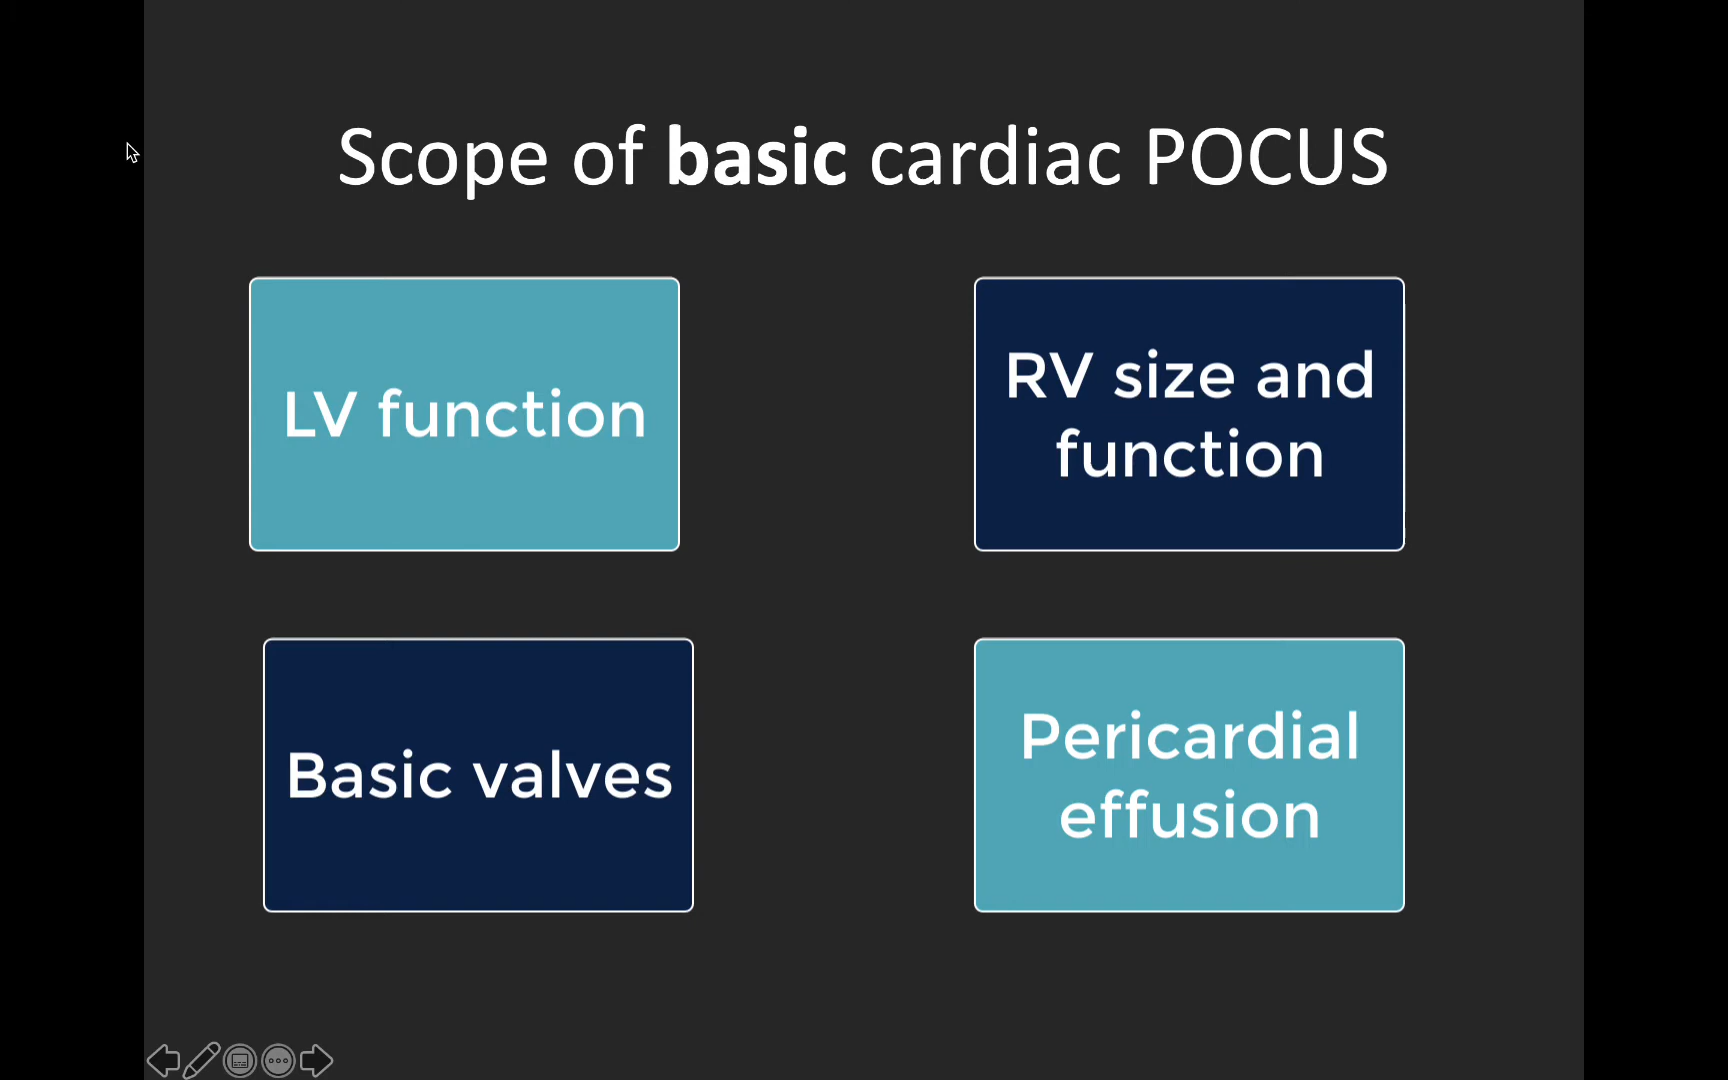 Scope of basic cardiac POCUS
LV function
RV size and
function
Basic valves
Pericardial
effusion